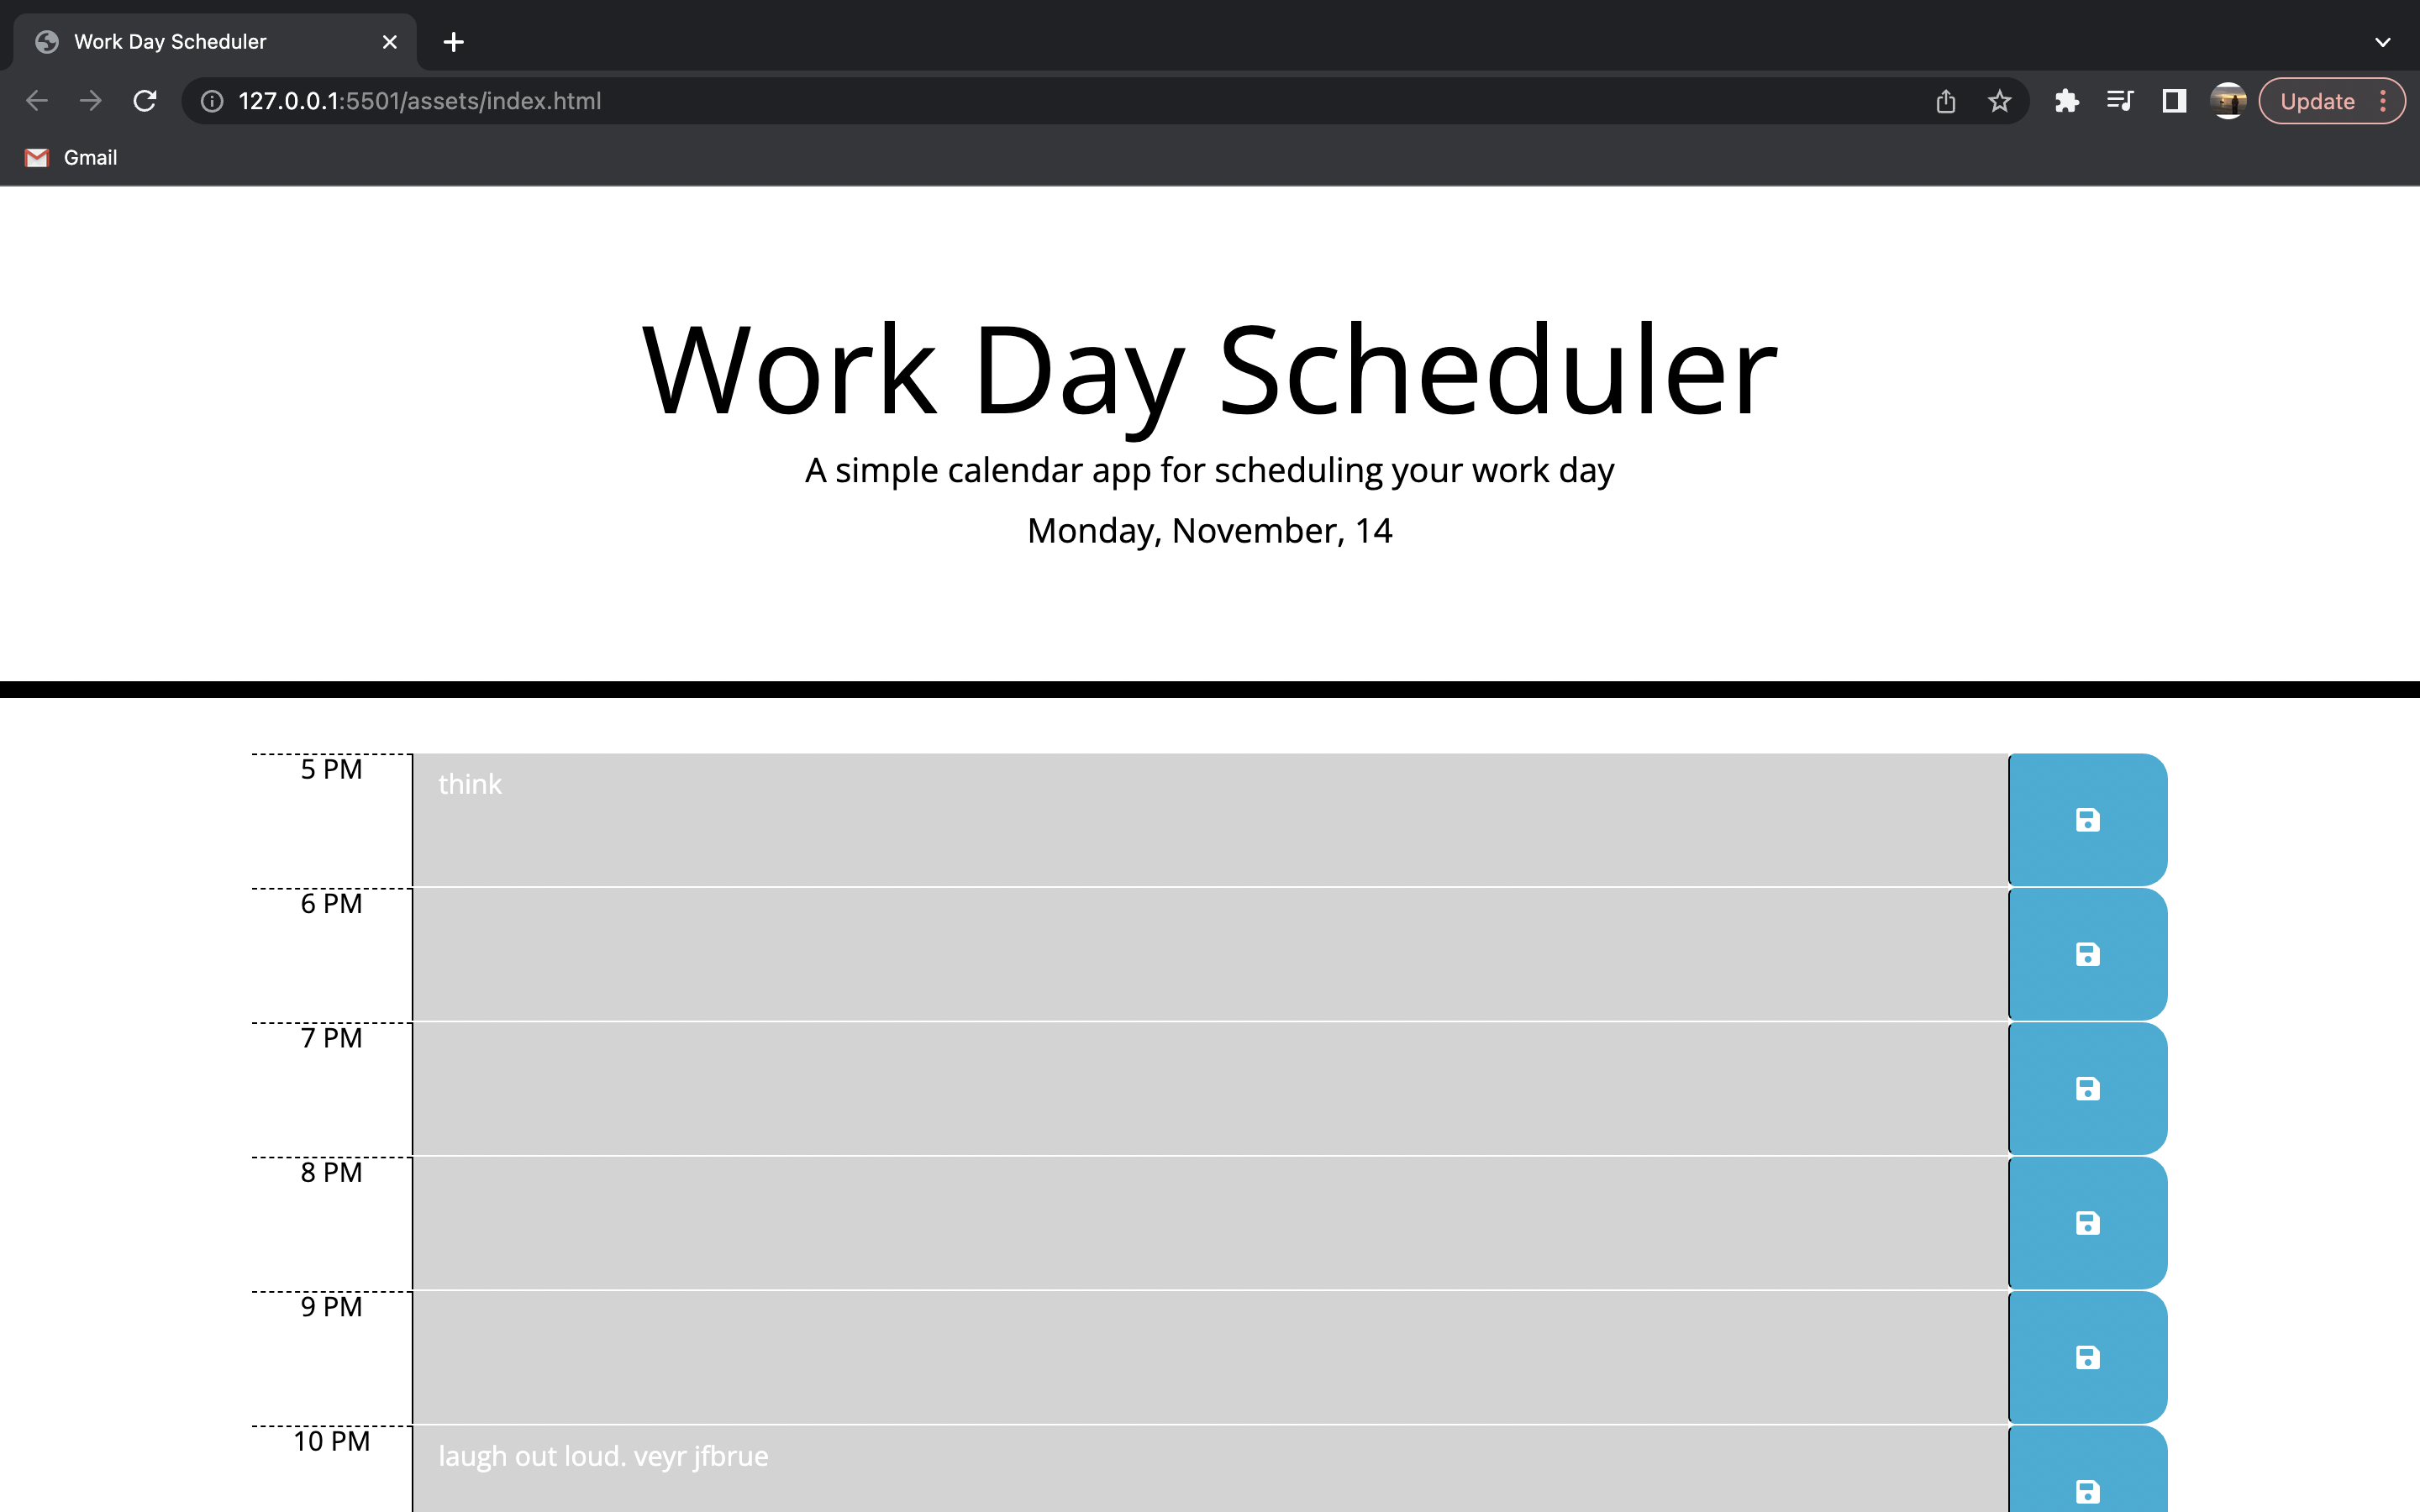 Work Day Scheduler
127.0.0.1:5501/assets/index.html
Update
Gmail
Work Day Scheduler
A simple calendar app for scheduling your work day
Monday, November, 14
5 PM think
6 PM
7 PM
8 PM
9 PM
10 PM laugh out loud. veyr jfbrue